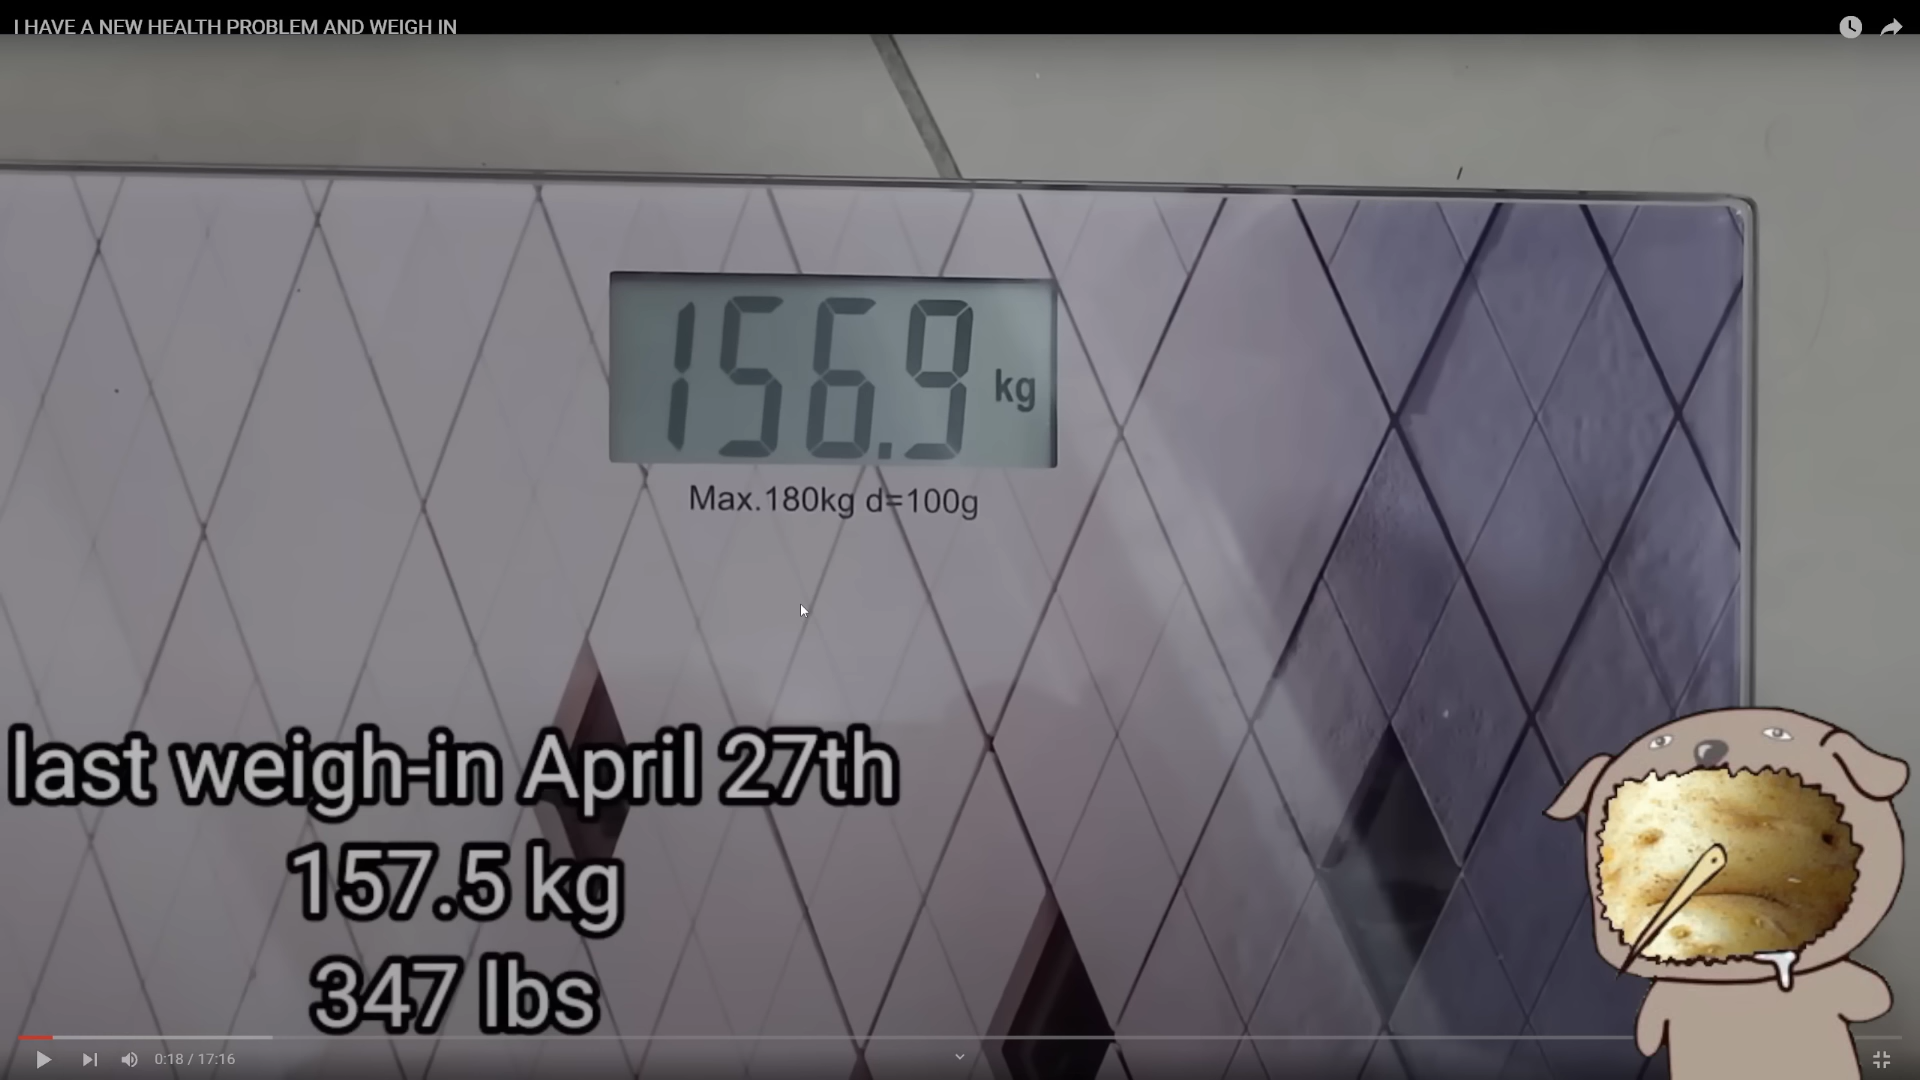 I HAVE A NEW HEALTH PROBLEM AND WEIGH IN
156.9 kg
Max.180kg d=100g
last weigh-in April 27th
157.5 kg
347 lbs
0:18 / 17:16